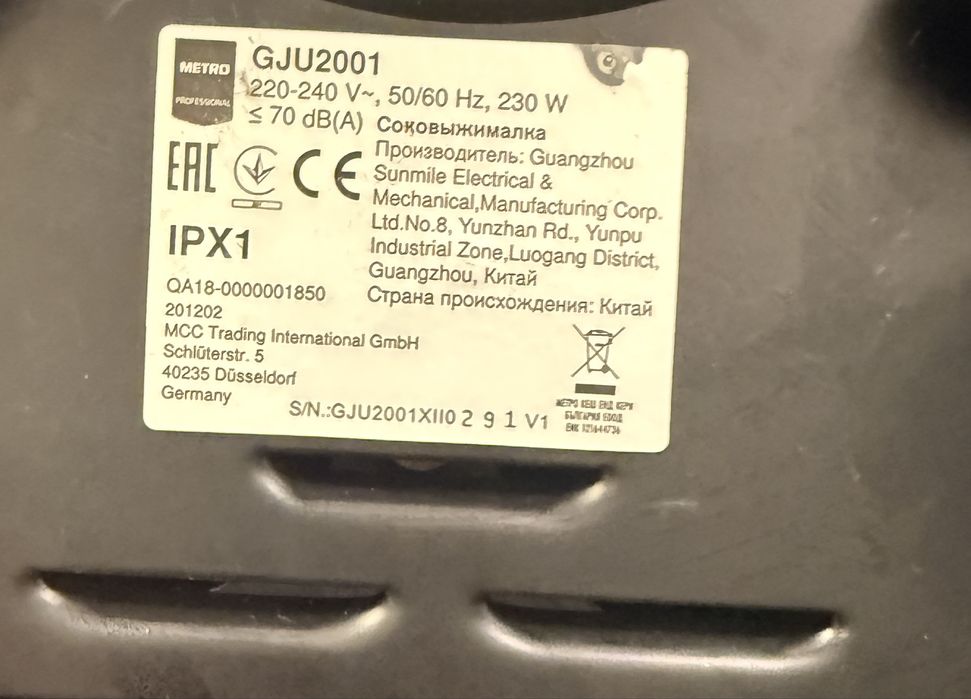 METRO
PROFESSIONAL
GJU2001
220-240 V~, 50/60 Hz, 230 W
≤ 70 dB(A)
Соковыжималка
Производитель: Guangzhou
Sunmile Electrical &
Mechanical,Manufacturing Corp.
Ltd.No.8, Yunzhan Rd., Yunpu
Industrial Zone,Luogang District,
Guangzhou, Китай
Страна происхождения: Китай
EAC
CE
IPX1
QA18-0000001850
201202
MCC Trading International GmbH
Schlüterstr. 5
40235 Düsseldorf
Germany
S/N.:GJU2001XII0 2 9 1 V1